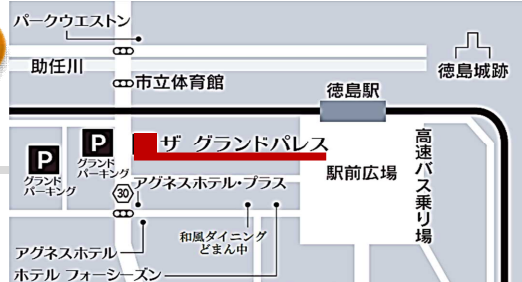 パークウエストン
助任川
市立体育館
徳島城跡
徳島駅
P
P
ザ グランドパレス
グランド
パーキング
グランド
パーキング
30
アグネスホテル・プラス
駅前広場
高速バス乗り場
和風ダイニング
どまん中
アグネスホテル
ホテル フォーシーズン